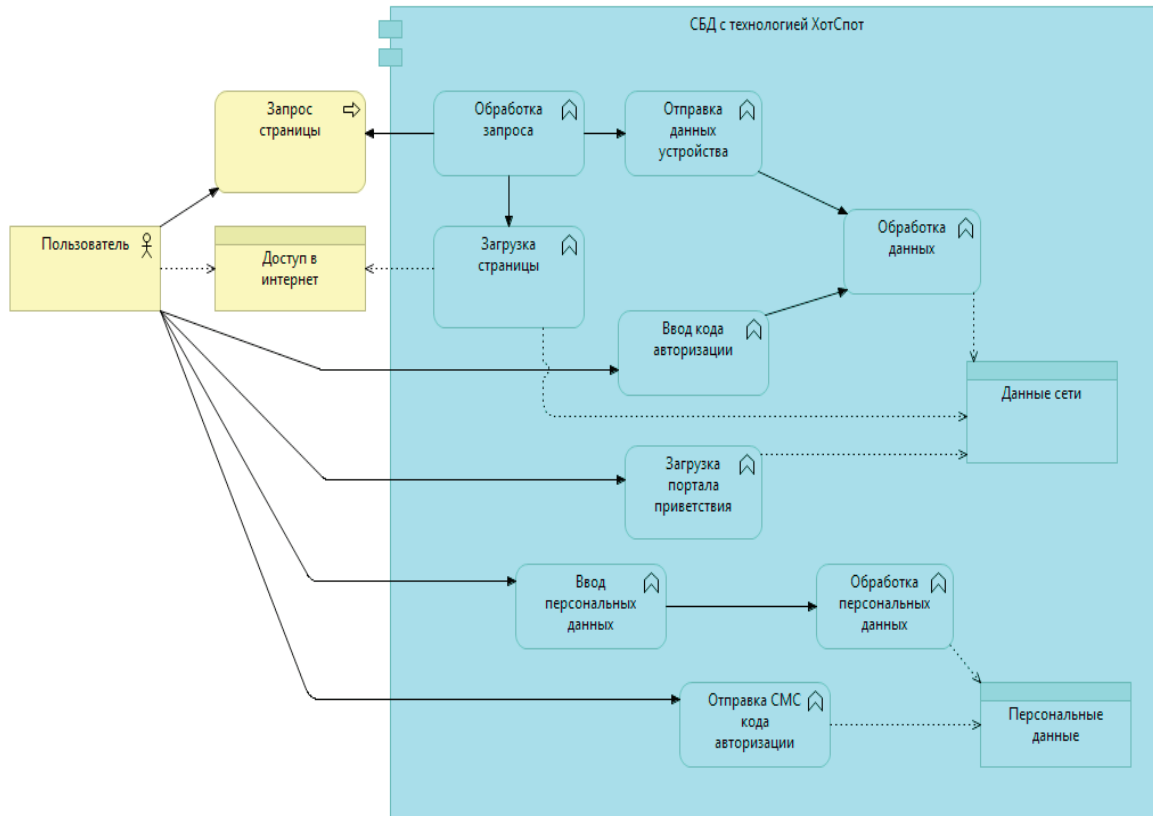 СБД с технологией ХотСпот
Запрос
страницы
Обработка
запроса
Отправка
данных
устройства
Пользователь
Доступ в
интернет
Загрузка
страницы
Обработка
данных
Ввод кода
авторизации
Данные сети
Загрузка
портала
приветствия
Ввод
персональных
данных
Обработка
персональных
данных
Отправка СМС
кода
авторизации
Персональные
данные